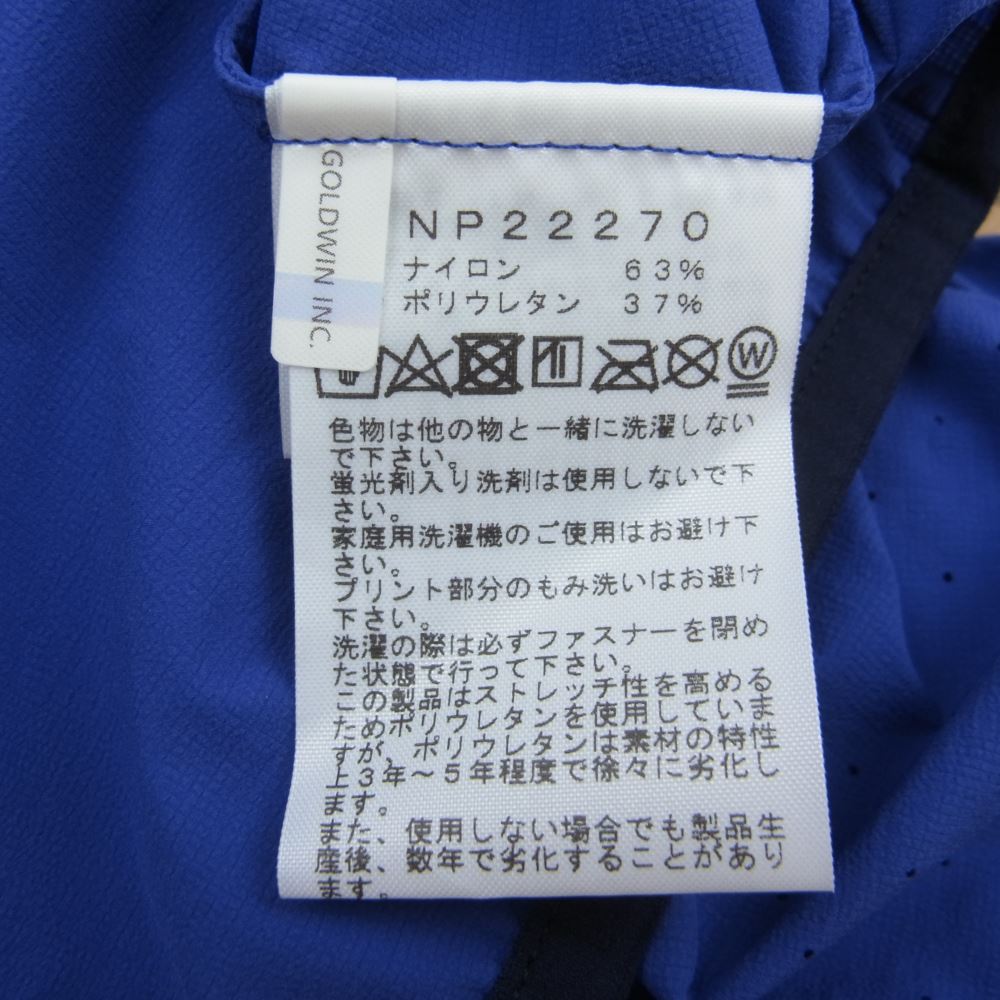 GOLDWIN INC.
NP22270
ナイロン 63%
ポリウレタン 37%
W
色物は他の物と一緒に洗濯しない
で下さい。
蛍光剤入り洗剤は使用しないで下
さい。
家庭用洗濯機のご使用はお避け下
さい。
プリント部分のもみ洗いはお避け
下さい。
洗濯の際は必ずファスナーを閉め
た状態で行って下さい。
この製品はストレッチ性を高める
ためポリウレタンを使用していま
すが、ポリウレタンは素材の特性
上3年～5年程度で徐々に劣化し
ます。
また、使用しない場合でも製品生
産後、数年で劣化することがあり
ます。